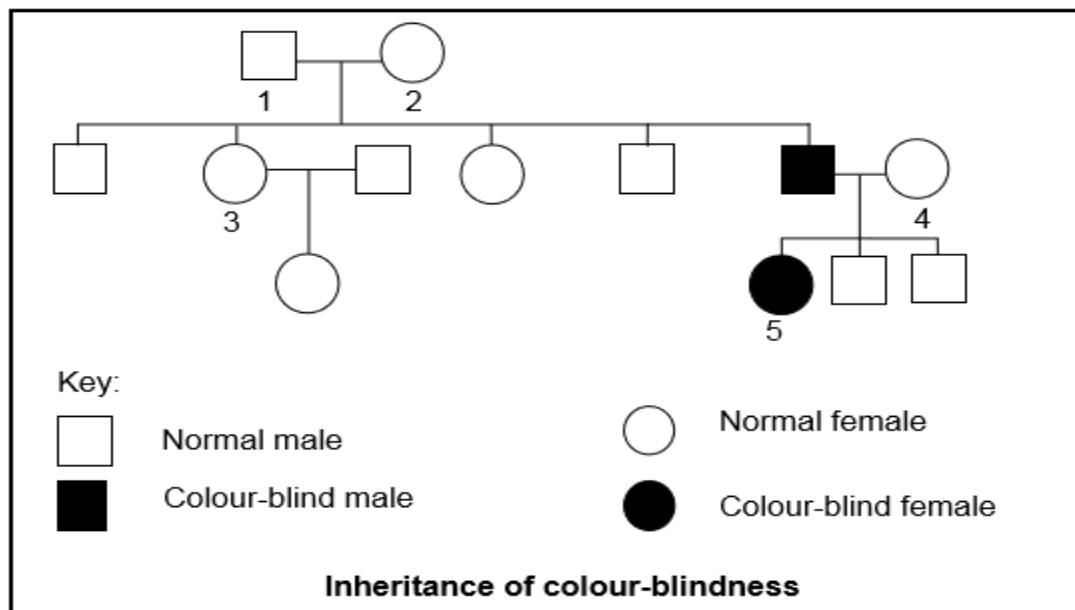 1
2
3
4
5
Key:
Normal male
Normal female
Colour-blind male
Colour-blind female
Inheritance of colour-blindness